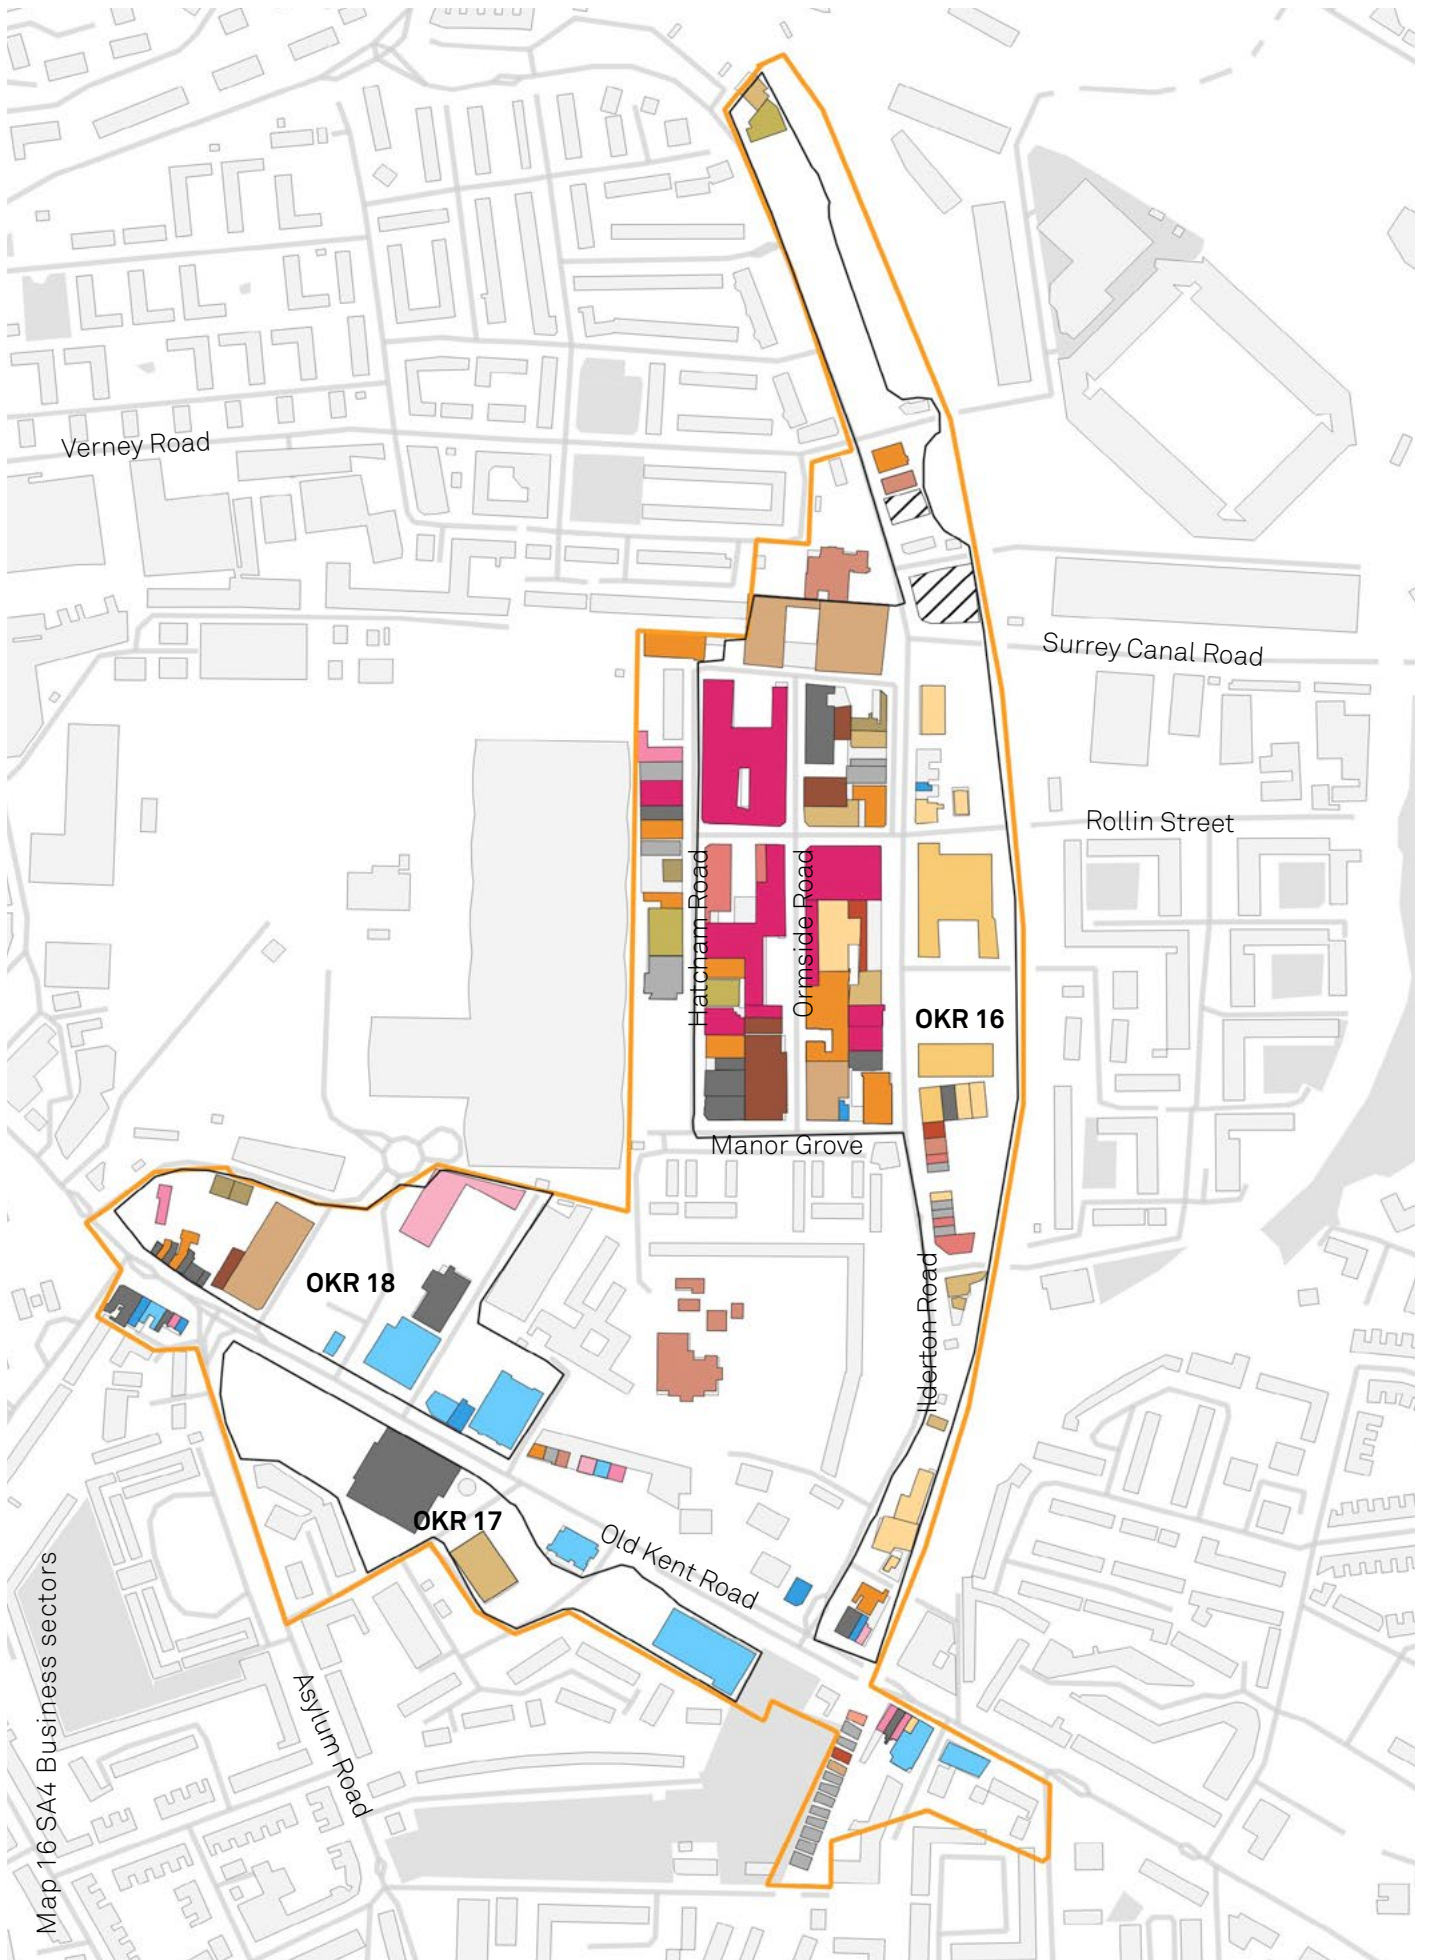 Verney Road
Surrey Canal Road
Rollin Street
Hatcham Road
Ormside Road
OKR 16
Manor Grove
OKR 18
Ilderton Road
OKR 17
Old Kent Road
Asylum Road
Map 16 SA4 Business sectors